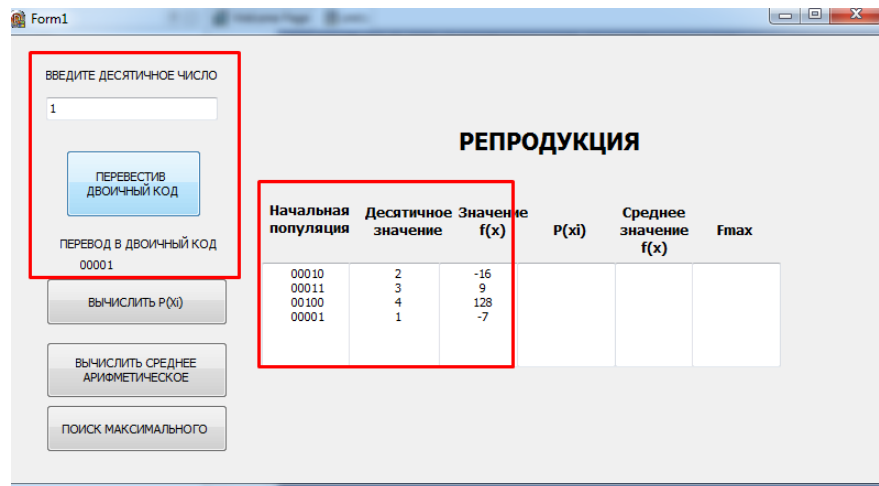 Form1
ВВЕДИТЕ ДЕСЯТИЧНОЕ ЧИСЛО
1
ПЕРЕВЕСТИВ
ДВОИЧНЫЙ КОД
ПЕРЕВОД В ДВОИЧНЫЙ КОД
00001
ВЫЧИСЛИТЬ P(Xi)
ВЫЧИСЛИТЬ СРЕДНЕЕ
АРИФМЕТИЧЕСКОЕ
ПОИСК МАКСИМАЛЬНОГО
РЕПРОДУКЦИЯ
Начальная популяция Десятичное значение Значение f(x) P(xi) Среднее значение f(x) Fmax
00010 2 -16
00011 3 9
00100 4 128
00001 1 -7